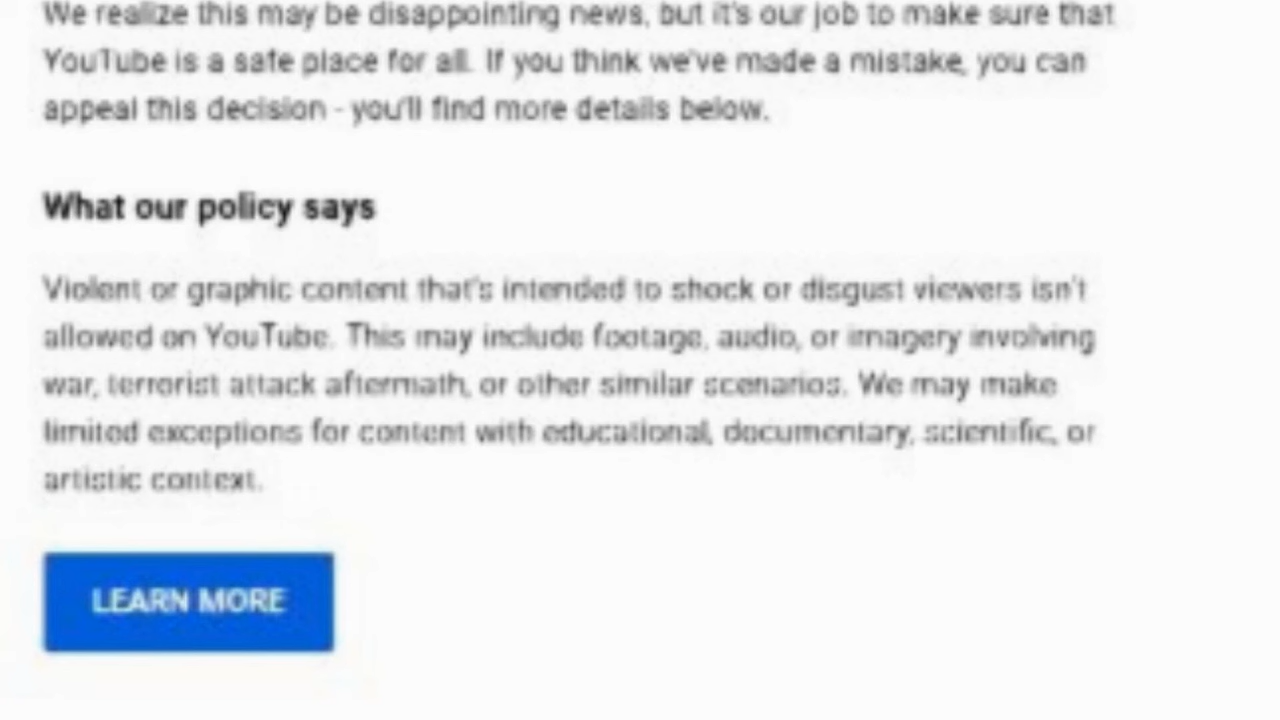 We realize this may be disappointing news, but it's our job to make sure that
YouTube is a safe place for all. If you think we've made a mistake, you can
appeal this decision - you'll find more details below.
What our policy says
Violent or graphic content that's intended to shock or disgust viewers isn't
allowed on YouTube. This may include footage, audio, or imagery involving
war, terrorist attack aftermath, or other similar scenarios. We may make
limited exceptions for content with educational, documentary, scientific, or
artistic context.
LEARN MORE